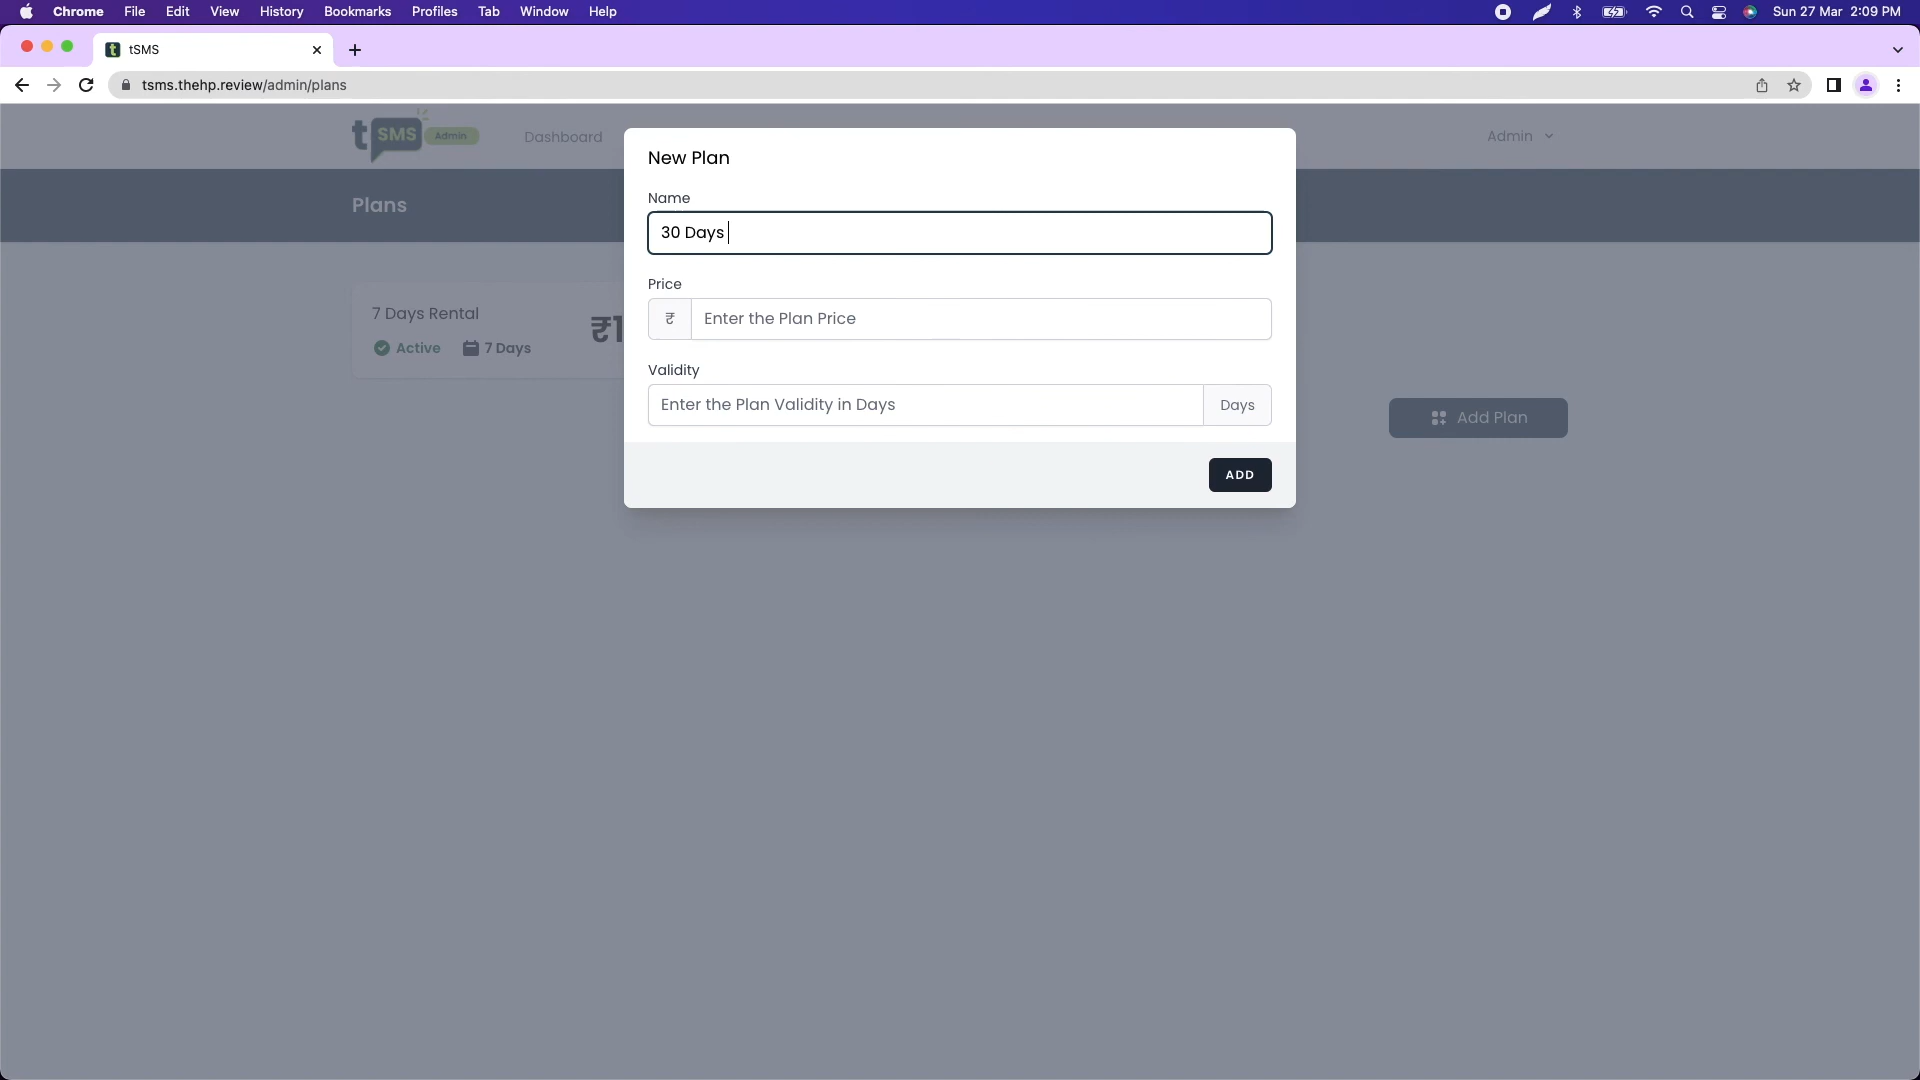 Chrome File Edit View History Bookmarks Profiles Tab Window Help Sun 27 Mar 2:09 PM
tSMS
tsms.thehp.review/admin/plans
tSMS Admin Dashboard Admin
New Plan
Plans
Name
30 Days
Price
₹ Enter the Plan Price
7 Days Rental
Active 7 Days
₹1
Validity
Enter the Plan Validity in Days Days
Add Plan
ADD